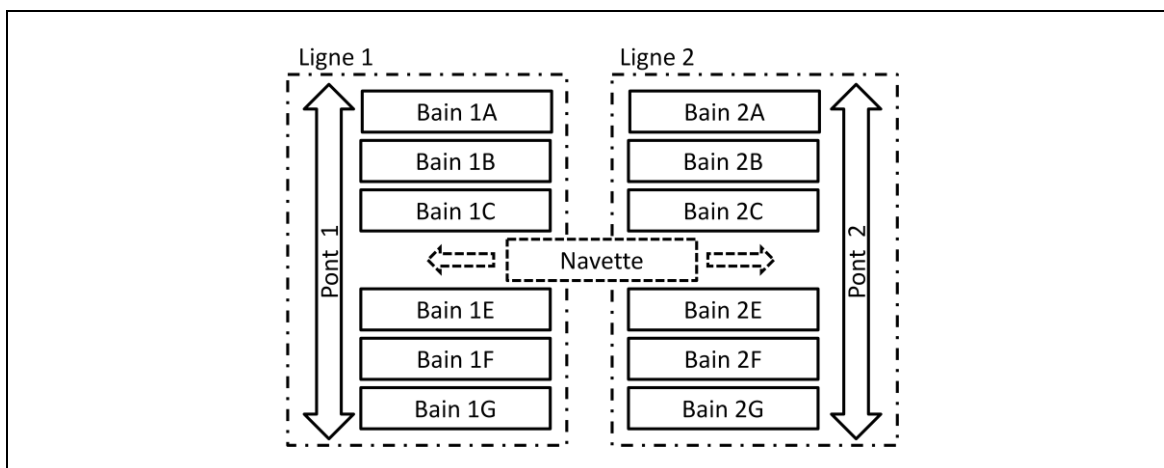 Ligne 1
Ligne 2
Bain 1A
Bain 2A
Bain 1B
Bain 2B
Bain 1C
Bain 2C
Pont 1
Navette
Pont 2
Bain 1E
Bain 2E
Bain 1F
Bain 2F
Bain 1G
Bain 2G